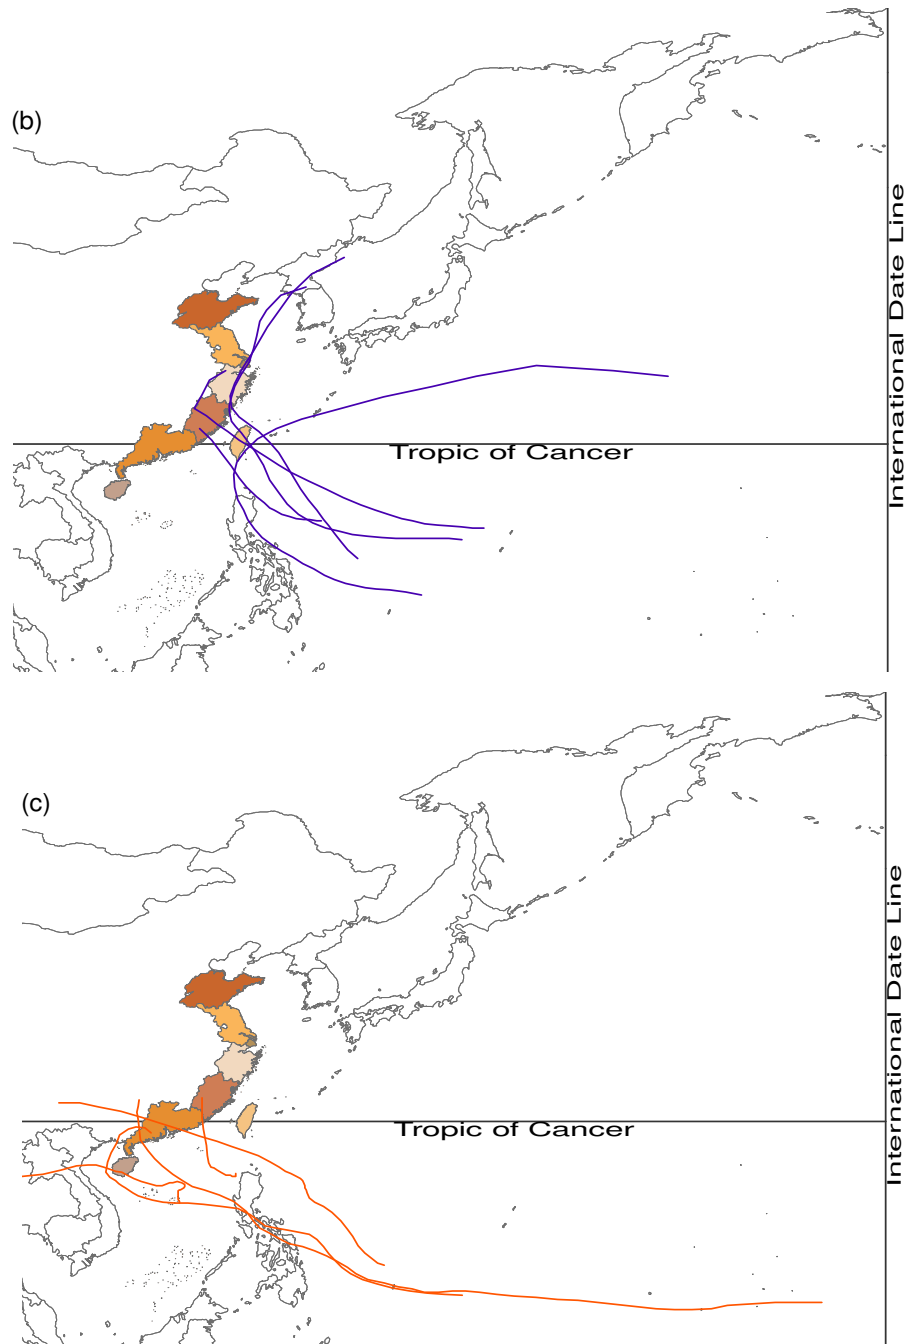 (b)
International Date Line
Tropic of Cancer
(c)
International Date Line
Tropic of Cancer